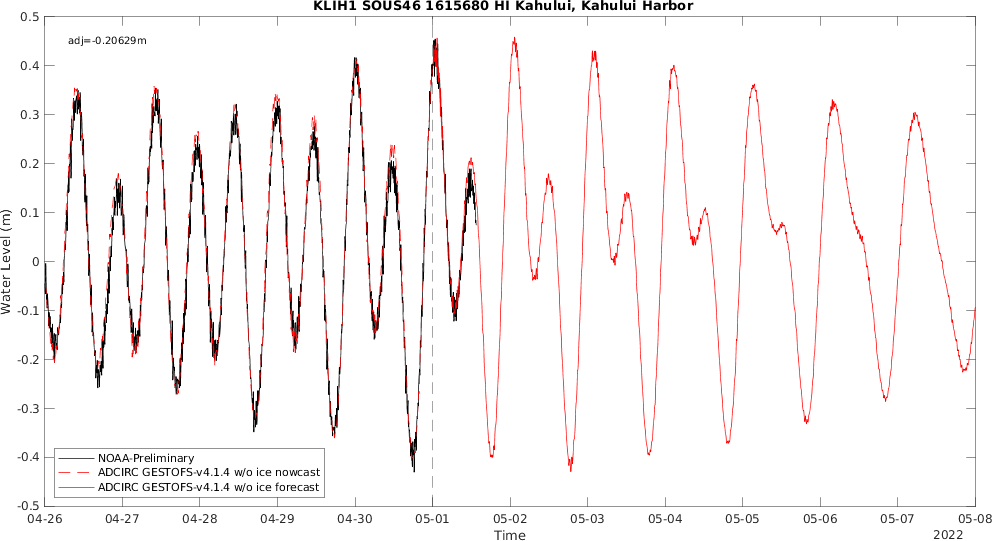 KLIH1 SOUS46 1615680 HI Kahului, Kahului Harbor
adj=-0.20629m
0.5
0.4
0.3
0.2
0.1
0
-0.1
-0.2
-0.3
-0.4
-0.5
Water Level (m)
NOAA-Preliminary
ADCIRC GESTOFS-v4.1.4 w/o ice nowcast
ADCIRC GESTOFS-v4.1.4 w/o ice forecast
04-26 04-27 04-28 04-29 04-30 05-01 05-02 05-03 05-04 05-05 05-06 05-07 05-08
Time
2022